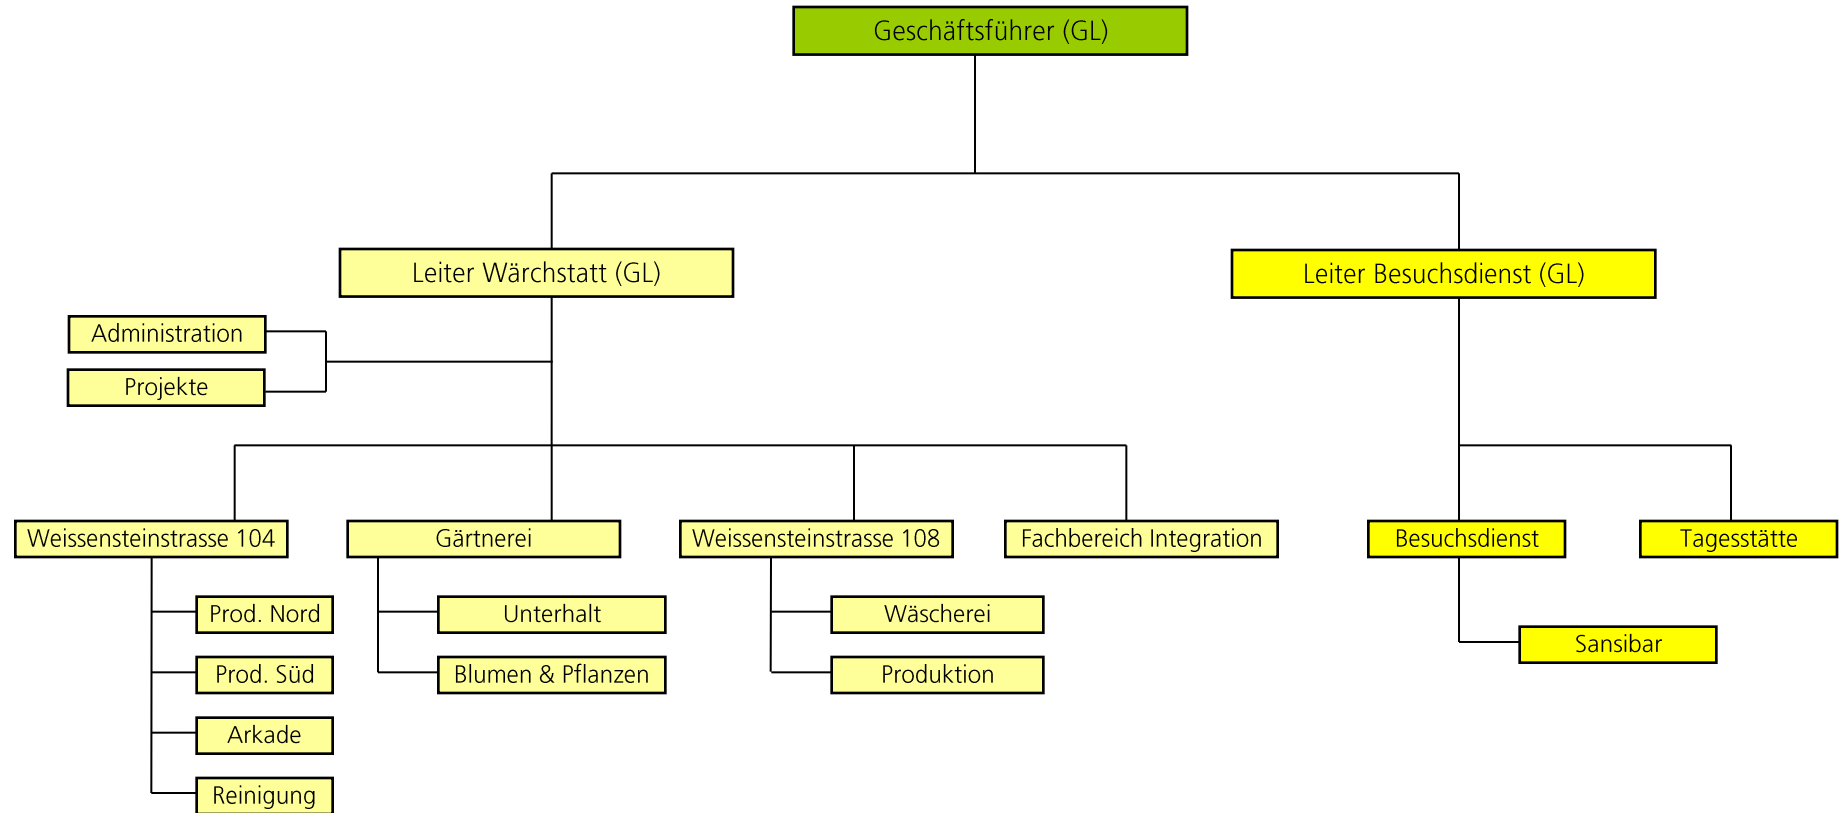 Geschäftsführer (GL)
Leiter Wärchstatt (GL)
Leiter Besuchsdienst (GL)
Administration
Projekte
Weissensteinstrasse 104
Gärtnerei
Weissensteinstrasse 108
Fachbereich Integration
Besuchsdienst
Tagesstätte
Prod. Nord
Unterhalt
Wäscherei
Sansibar
Prod. Süd
Blumen & Pflanzen
Produktion
Arkade
Reinigung